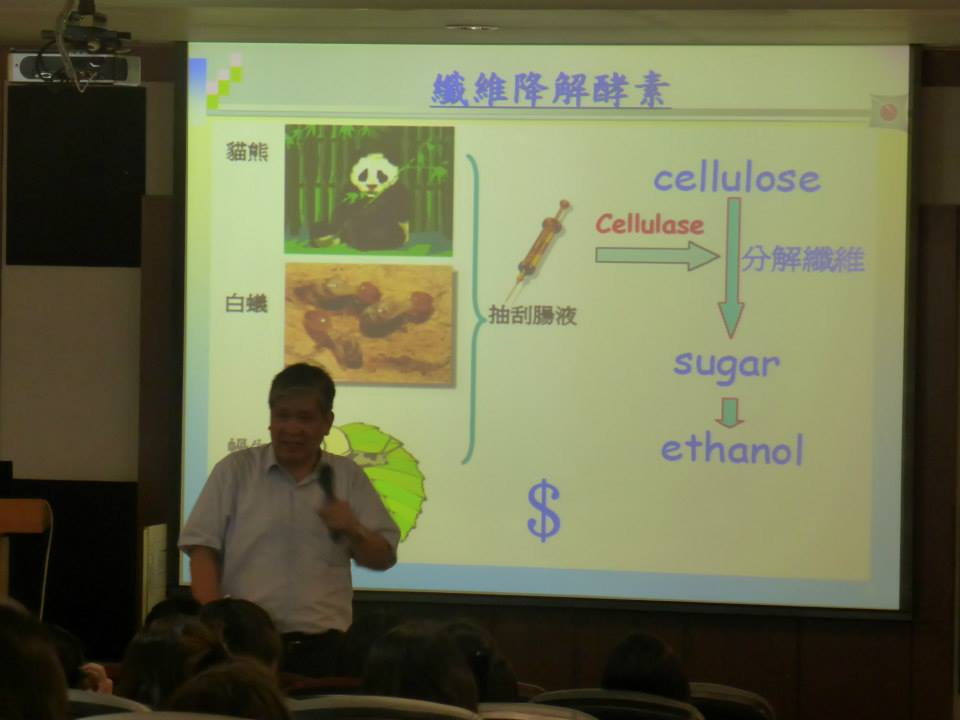 纖維降解酵素
貓熊
白蟻
抽刮腸液
Cellulase
cellulose
分解纖維
sugar
ethanol
$